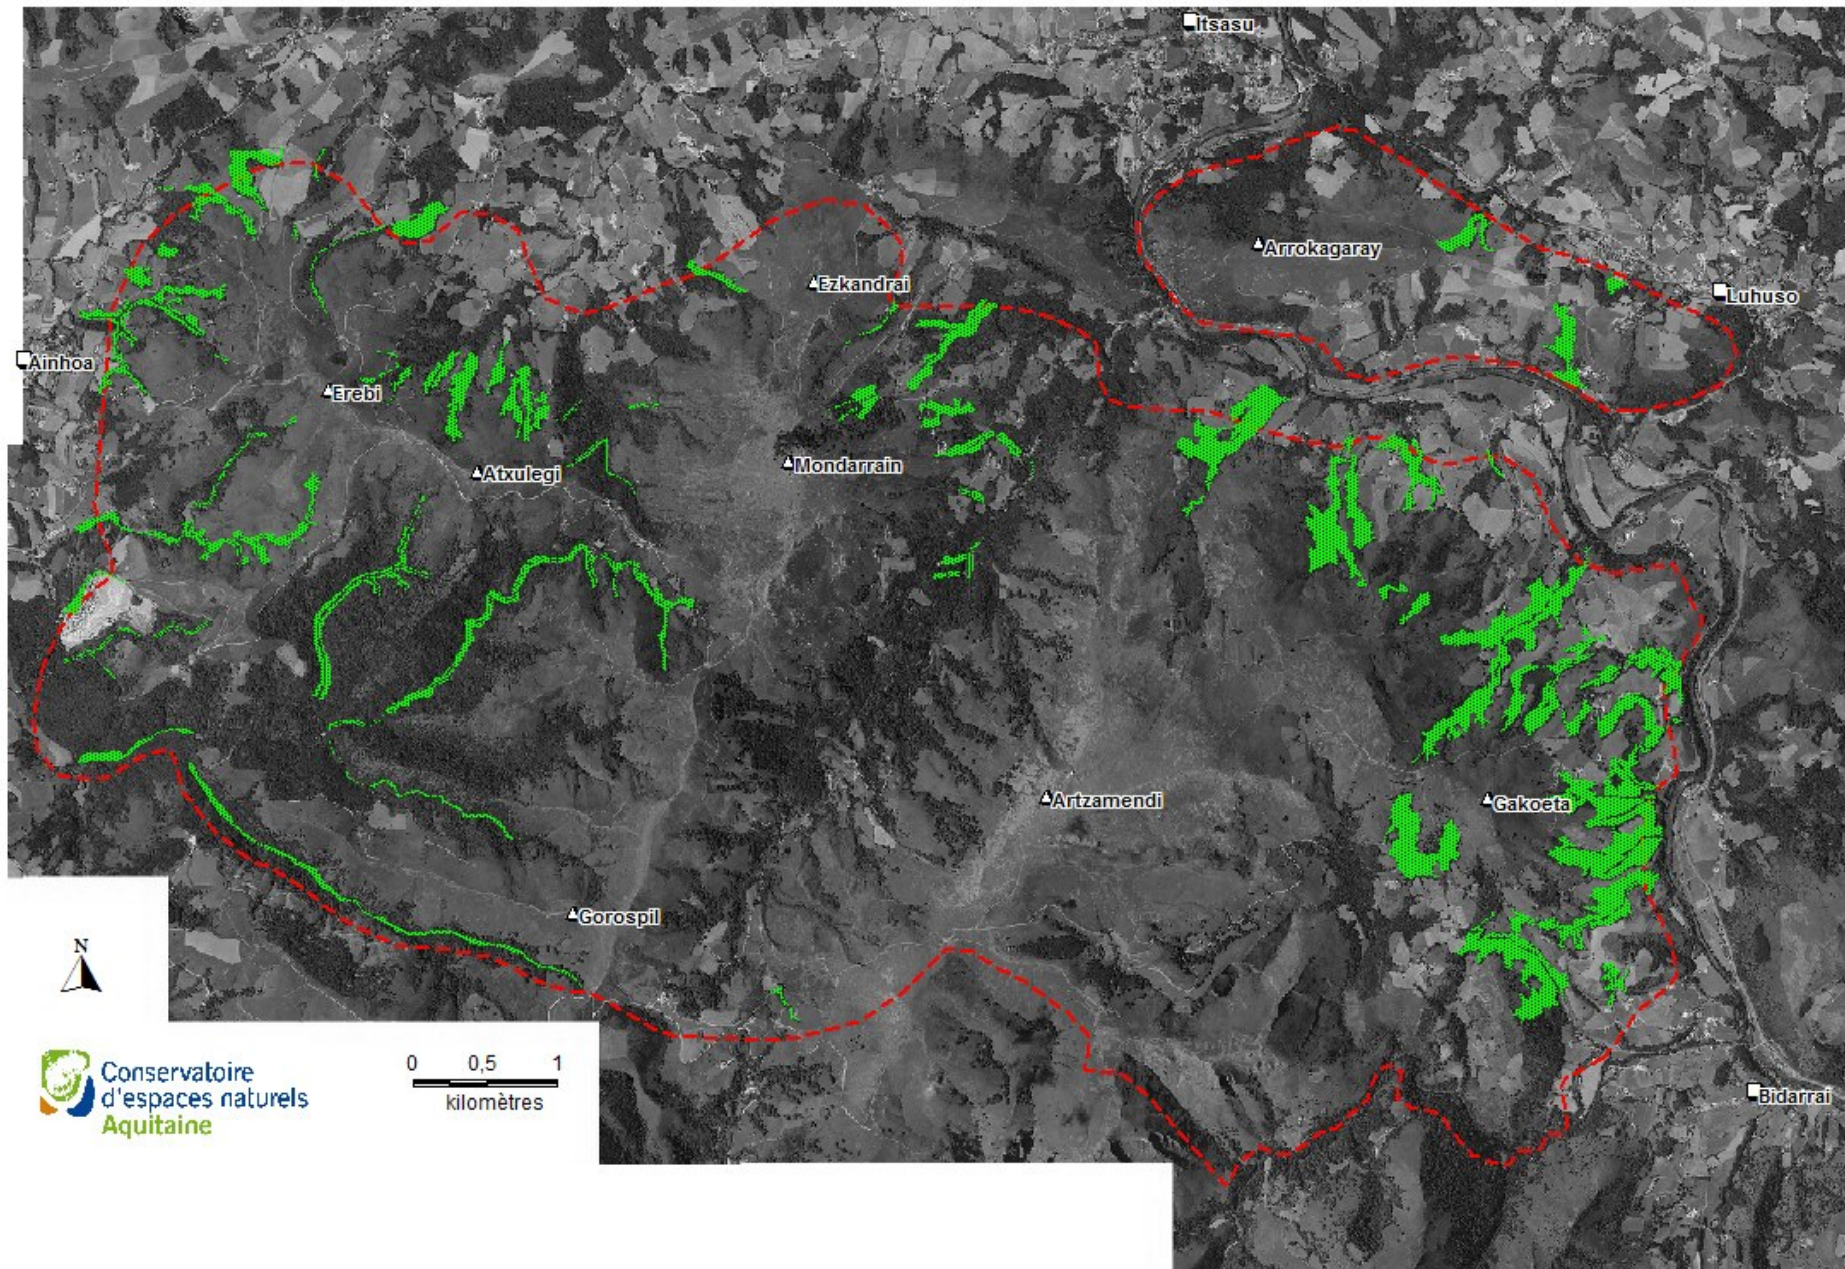 Itsasu
Arrokagaray
Ezkandrai
Luhuso
Ainhoa
Erebi
Mondarrain
Atxulegi
Artzamendi
Gakoeta
Gorospil
N
Conservatoire
d'espaces naturels
Aquitaine
0 0,5 1
kilomètres
Bidarrai